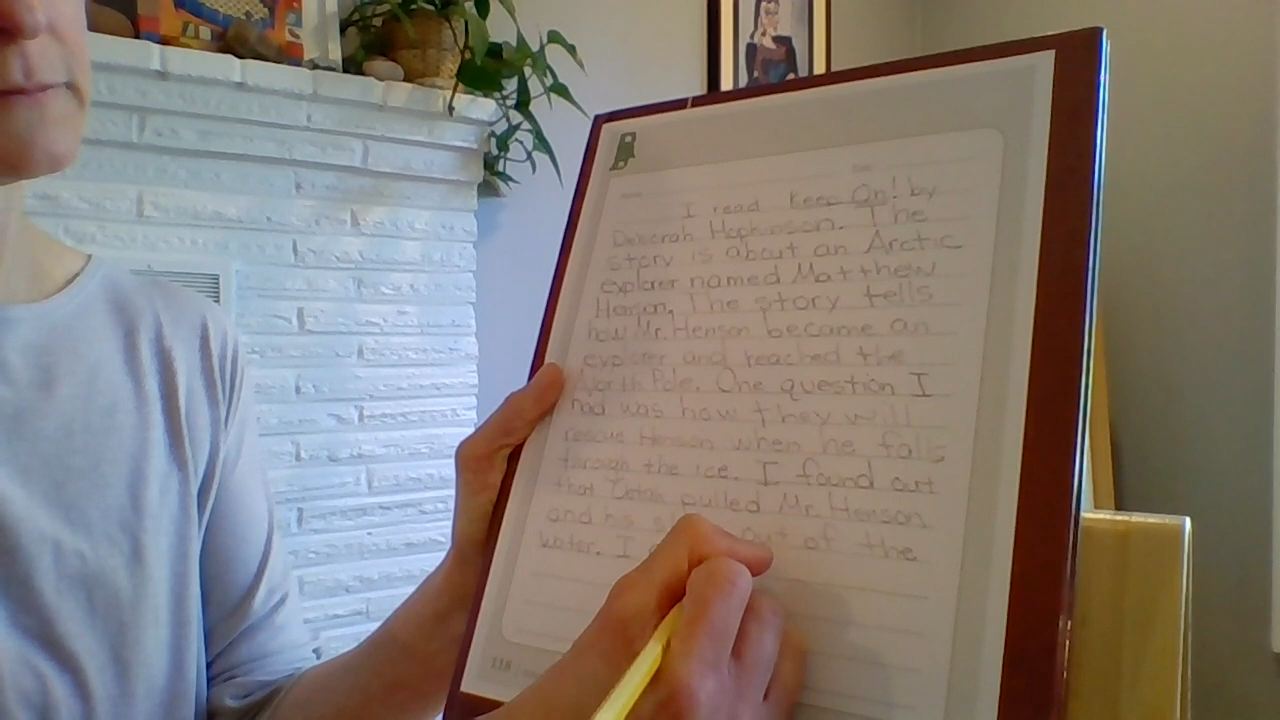 I read Keep On! by
Deborah Hopkinson. The
story is about an Arctic
explorer named Matthew
Henson. The story tells
how Mr. Henson became an
explorer and reached the
North Pole. One question I
had was how they will
rescue Henson when he falls
through the ice. I found out
that Ootah pulled Mr. Henson
and his out of the
water. I
118